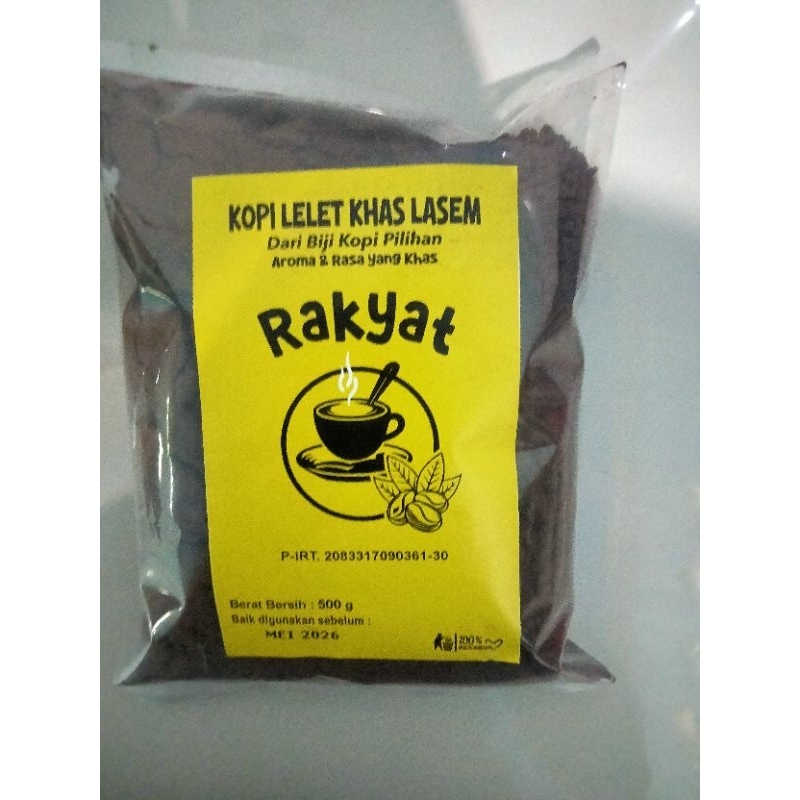 KOPI LELET KHAS LASEM
Dari Biji Kopi Pilihan
Aroma & Rasa yang Khas
Rakyat
P-IRT. 2083317090361-30
Berat Bersih : 500 g
Baik digunakan sebelum :
MEI 2026
100%
INDONESIA